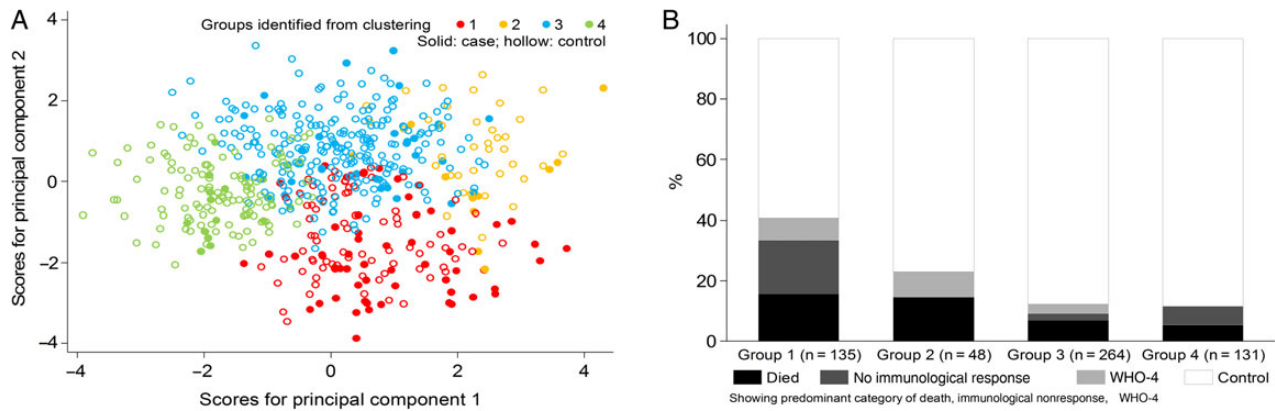 A
Groups identified from clustering 1 2 3 4
Solid: case; hollow: control
Scores for principal component 2
4
2
0
−2
−4
−4 −2 0 2 4
Scores for principal component 1
B
%
100
80
60
40
20
0
Group 1 (n = 135) Group 2 (n = 48) Group 3 (n = 264) Group 4 (n = 131)
Died No immunological response WHO-4 Control
Showing predominant category of death, immunological nonresponse, WHO-4